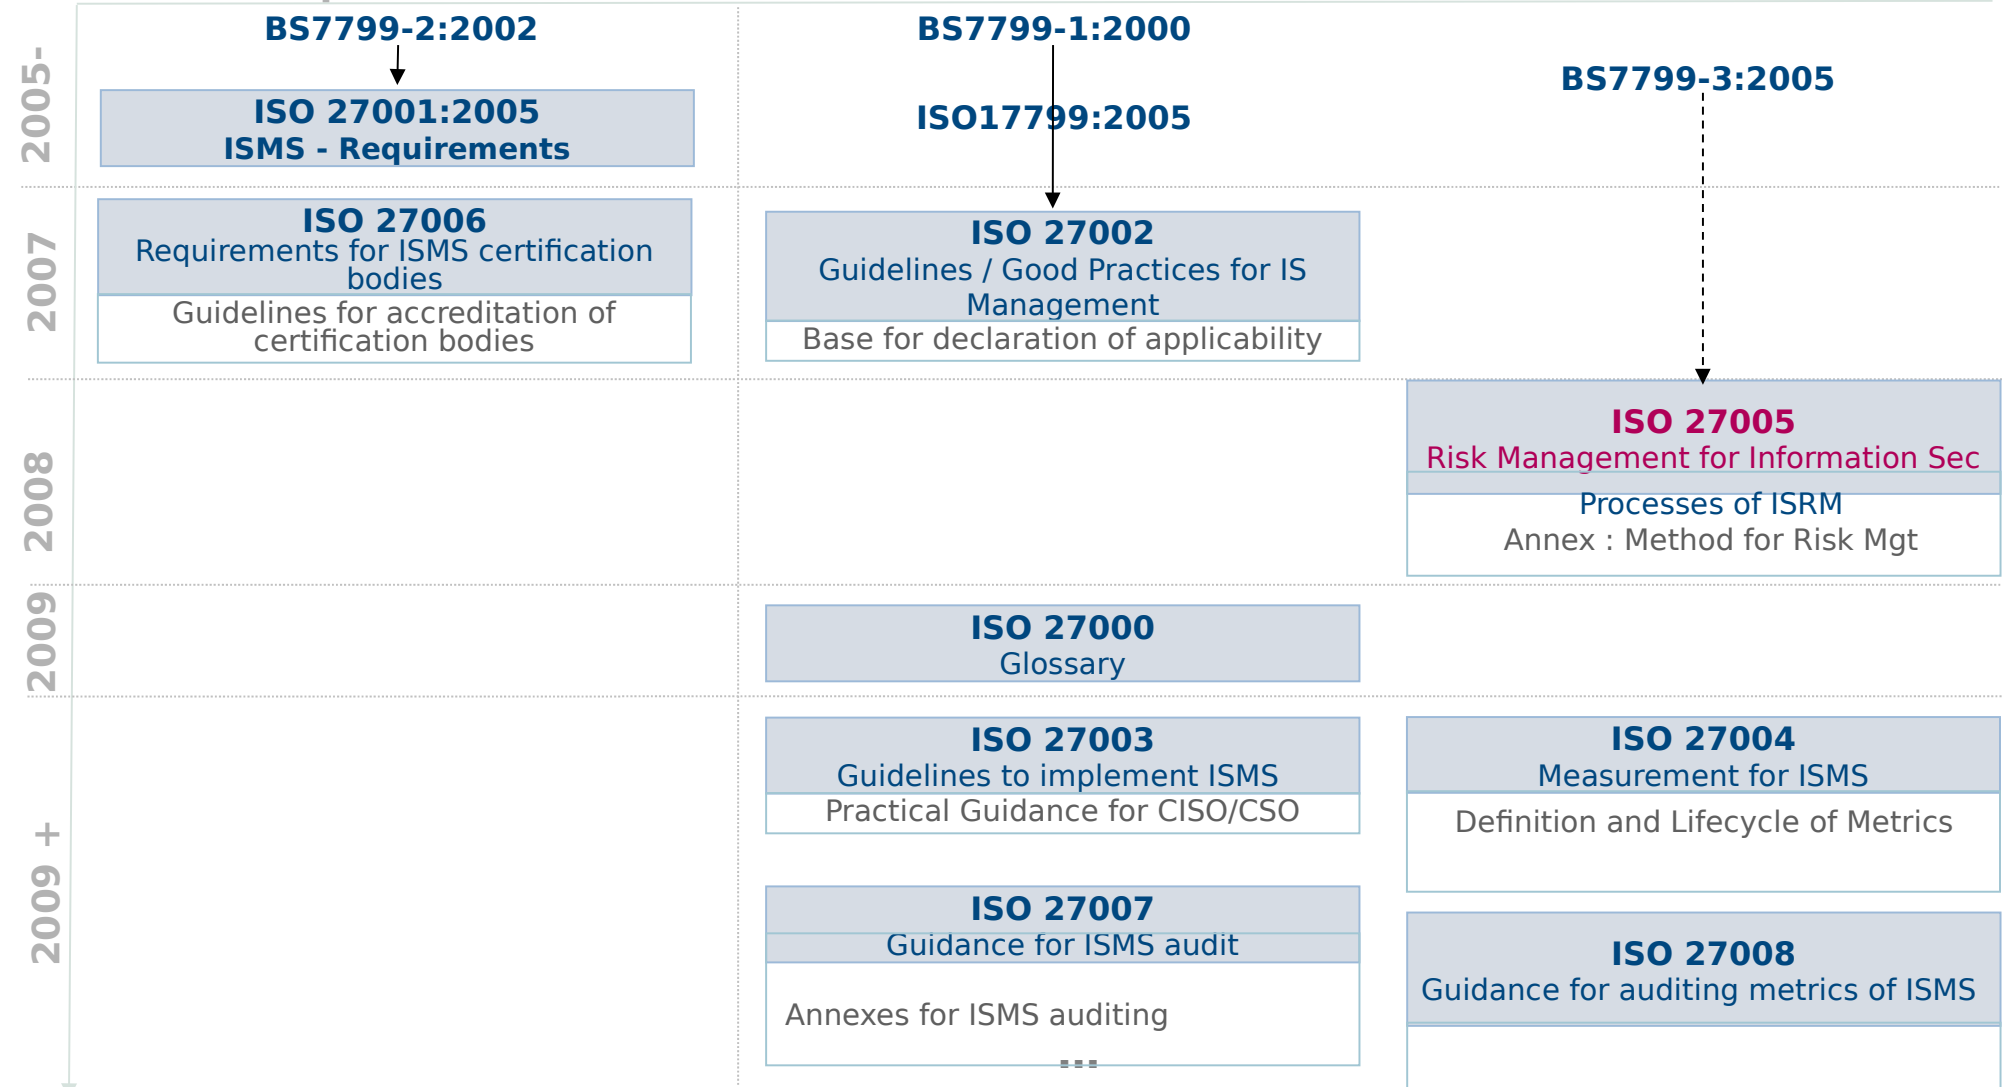 BS7799-2:2002
BS7799-1:2000
BS7799-3:2005
2005-
ISO 27001:2005
ISMS - Requirements
ISO17799:2005
2007
ISO 27006
Requirements for ISMS certification
bodies
Guidelines for accreditation of
certification bodies
ISO 27002
Guidelines / Good Practices for IS
Management
Base for declaration of applicability
2008
ISO 27005
Risk Management for Information Sec
Processes of ISRM
Annex : Method for Risk Mgt
2009
ISO 27000
Glossary
2009 +
ISO 27003
Guidelines to implement ISMS
Practical Guidance for CISO/CSO
ISO 27004
Measurement for ISMS
Definition and Lifecycle of Metrics
ISO 27007
Guidance for ISMS audit
Annexes for ISMS auditing
...
ISO 27008
Guidance for auditing metrics of ISMS